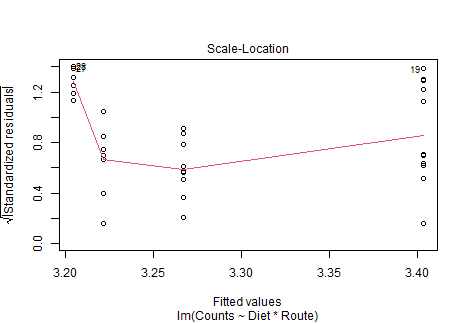 Scale-Location
√|Standardized residuals|
0.0 0.4 0.8 1.2
19
3.20 3.25 3.30 3.35 3.40
Fitted values
lm(Counts ~ Diet * Route)